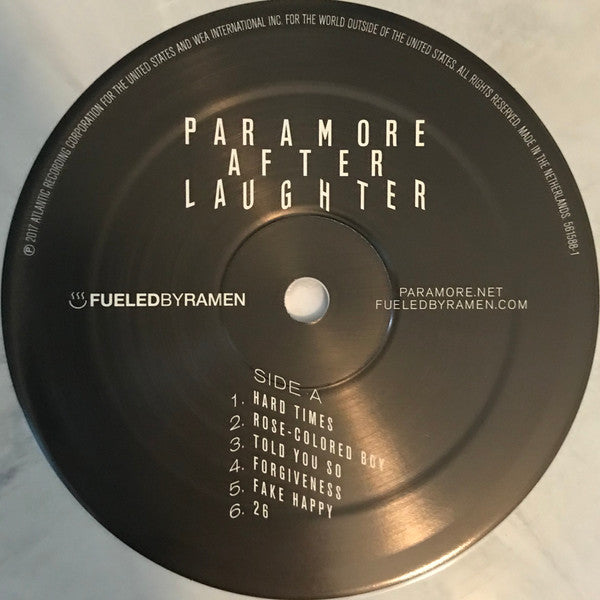 ℗ 2017 ATLANTIC RECORDING CORPORATION FOR THE UNITED STATES AND WEA INTERNATIONAL INC. FOR THE WORLD OUTSIDE OF THE UNITED STATES. ALL RIGHTS RESERVED. MADE IN THE NETHERLANDS. 561588-1
PARAMORE
AFTER
LAUGHTER
FUELEDBYRAMEN
PARAMORE.NET
FUELEDBYRAMEN.COM
SIDE A
1. HARD TIMES
2. ROSE-COLORED BOY
3. TOLD YOU SO
4. FORGIVENESS
5. FAKE HAPPY
6. 26